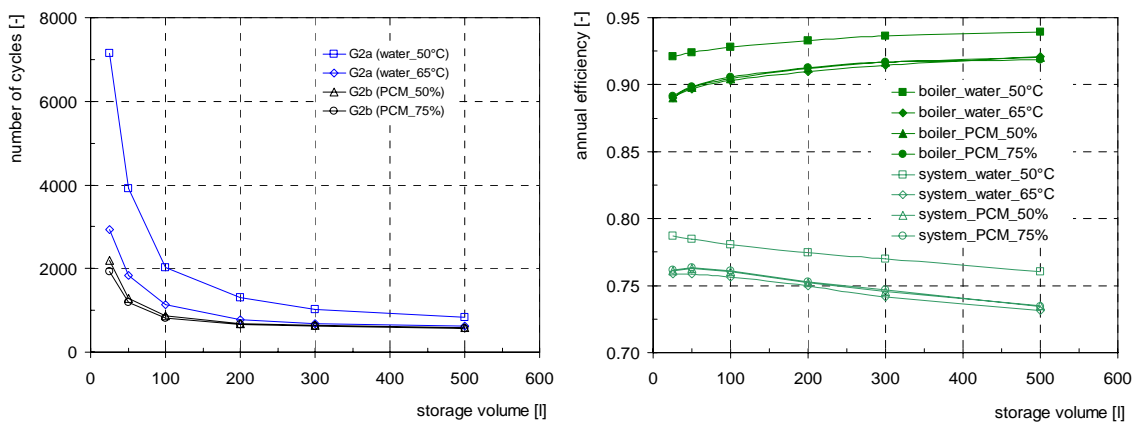 number of cycles [-]
8000
6000
4000
2000
0
0 100 200 300 400 500 600
storage volume [l]
G2a (water_50°C)
G2a (water_65°C)
G2b (PCM_50%)
G2b (PCM_75%)
annual efficiency [-]
0.95
0.90
0.85
0.80
0.75
0.70
0 100 200 300 400 500 600
storage volume [l]
boiler_water_50°C
boiler_water_65°C
boiler_PCM_50%
boiler_PCM_75%
system_water_50°C
system_water_65°C
system_PCM_50%
system_PCM_75%